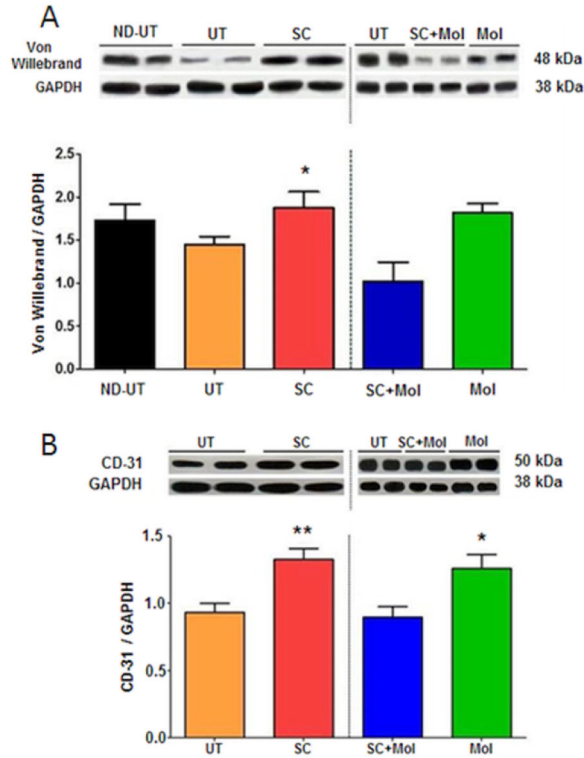 A
ND-UT UT SC UT SC+Mol Mol
Von Willebrand 48 kDa
GAPDH 38 kDa
Von Willebrand / GAPDH
2.5
2.0
1.5
1.0
0.5
0.0
*
ND-UT UT SC SC+Mol Mol
B
UT SC UT SC+Mol Mol
CD-31 50 kDa
GAPDH 38 kDa
CD-31 / GAPDH
1.5
1.0
0.5
0.0
** *
UT SC SC+Mol Mol